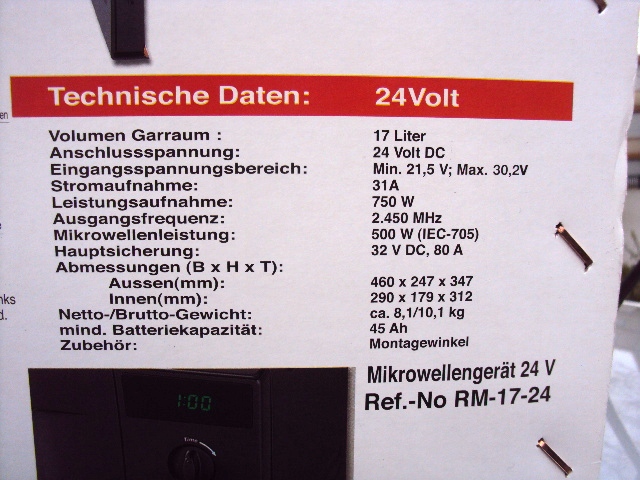 Technische Daten: 24Volt
en
Volumen Garraum : 17 Liter
Anschlussspannung: 24 Volt DC
Eingangsspannungsbereich: Min. 21,5 V; Max. 30,2V
Stromaufnahme: 31A
Leistungsaufnahme: 750 W
Ausgangsfrequenz: 2.450 MHz
Mikrowellenleistung: 500 W (IEC-705)
Hauptsicherung: 32 V DC, 80 A
Abmessungen (B x H x T):
Aussen(mm): 460 x 247 x 347
Innen(mm): 290 x 179 x 312
nks
Netto-/Brutto-Gewicht: ca. 8,1/10,1 kg
d.
mind. Batteriekapazität: 45 Ah
Zubehör: Montagewinkel
Mikrowellengerät 24 V
Ref.-No RM-17-24
1:00